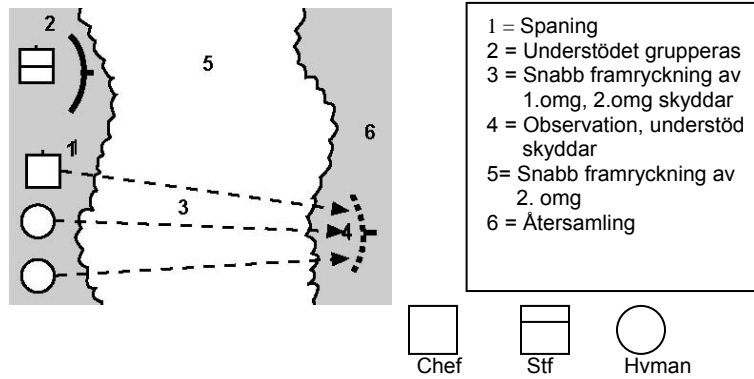 2
5
6
1
3
4
1 = Spaning
2 = Understödet grupperas
3 = Snabb framryckning av
1.omg, 2.omg skyddar
4 = Observation, understöd
skyddar
5= Snabb framryckning av
2. omg
6 = Återsamling
Chef Stf Hvman